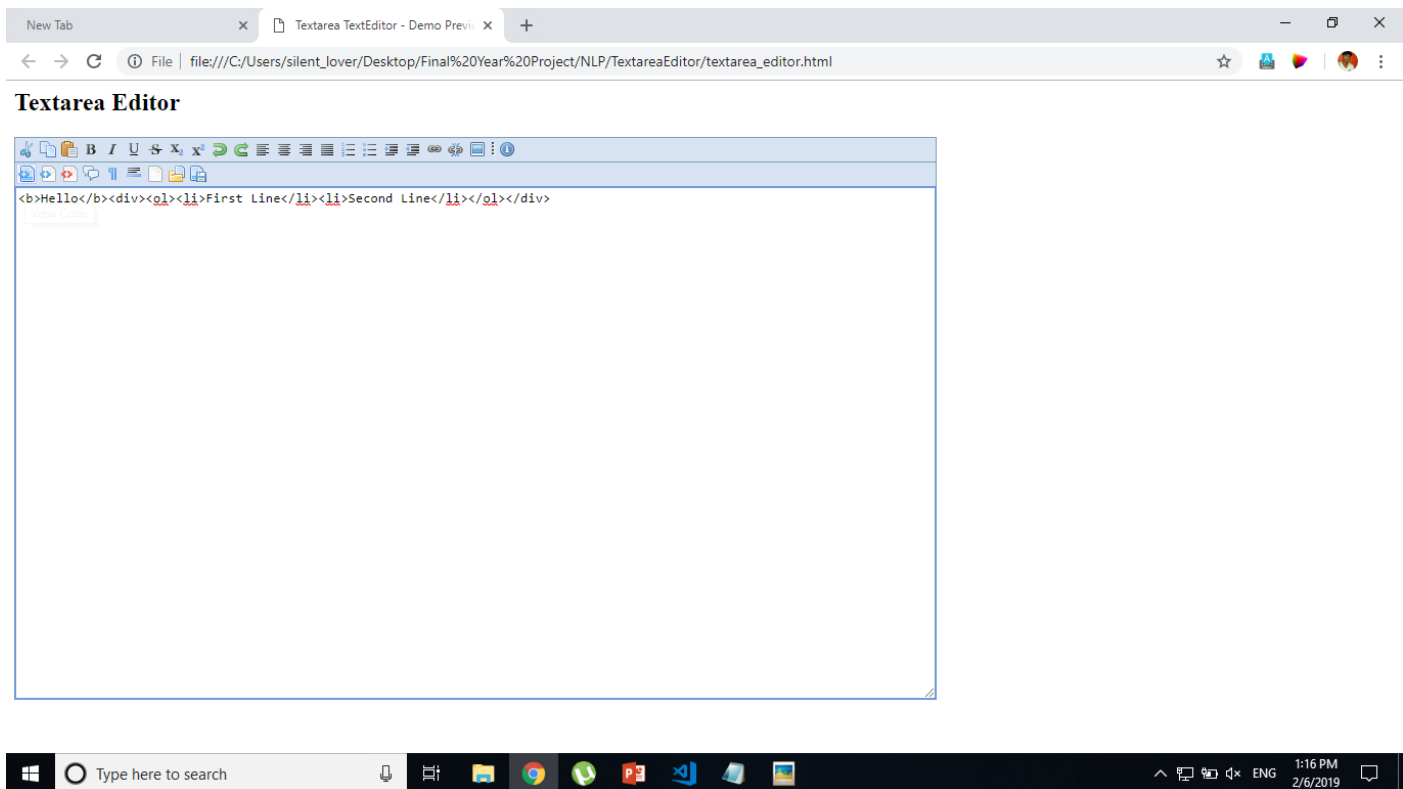 New Tab
Textarea TextEditor - Demo Previ
File | file:///C:/Users/silent_lover/Desktop/Final%20Year%20Project/NLP/TextareaEditor/textarea_editor.html
Textarea Editor
B I U S X₂ X²
<b>Hello</b><div><ol><li>First Line</li><li>Second Line</li></ol></div>
View Code
Type here to search
ENG
1:16 PM
2/6/2019